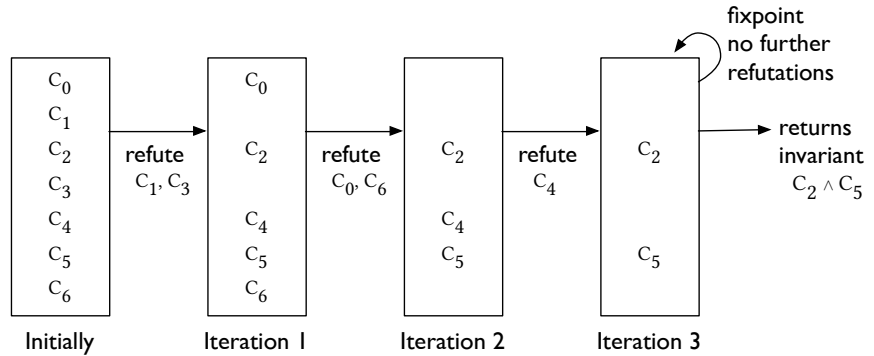 fixpoint
no further
refutations
C₀
C₁
C₂
C₃
C₄
C₅
C₆
Initially
refute
C₁, C₃
C₀
C₂
C₄
C₅
C₆
Iteration 1
refute
C₀, C₆
C₂
C₄
C₅
Iteration 2
refute
C₄
C₂
C₅
Iteration 3
returns
invariant
C₂ ∧ C₅